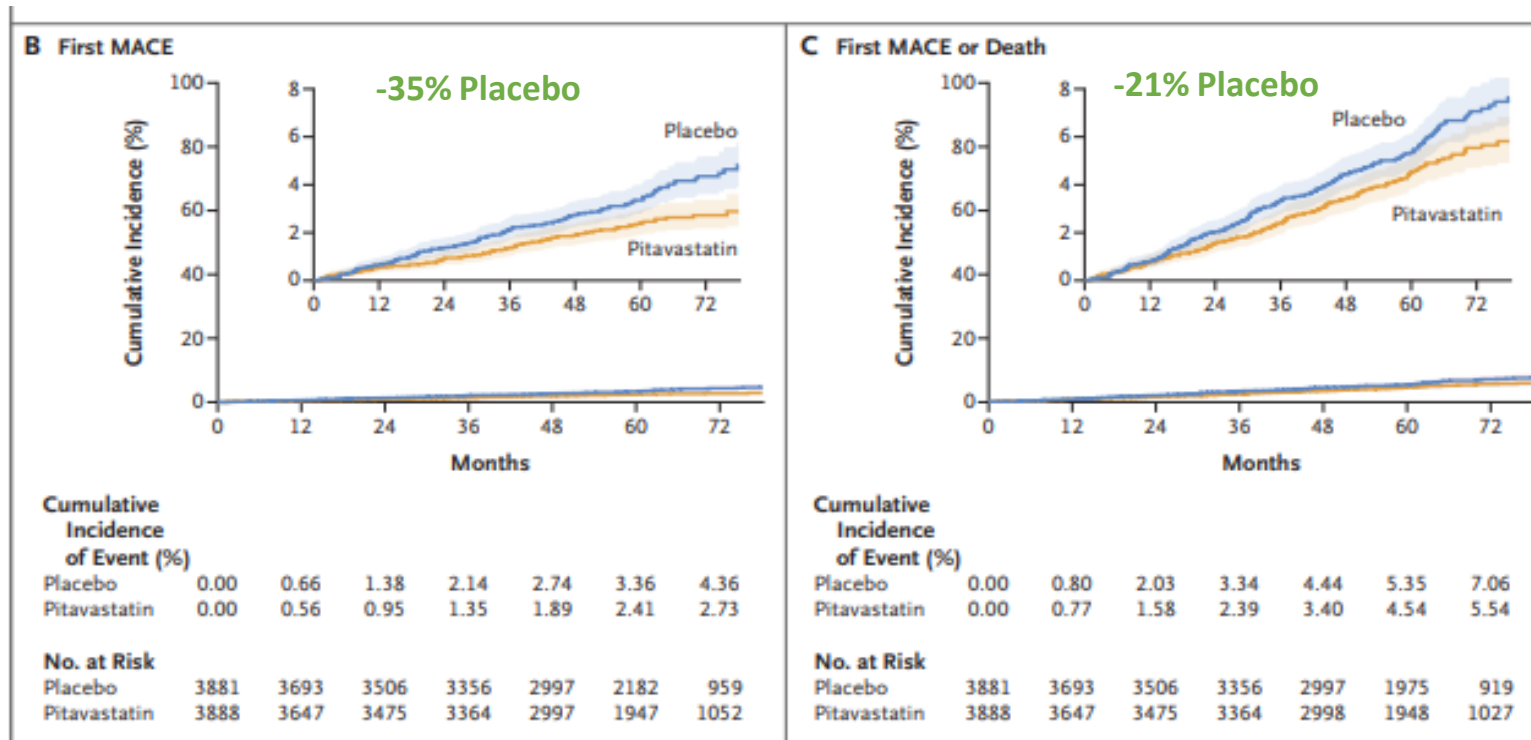 B First MACE
-35% Placebo
Cumulative Incidence (%)
100
80
60
40
20
0
8
6
4
2
0
Placebo
Pitavastatin
0 12 24 36 48 60 72
0 12 24 36 48 60 72
Months
Cumulative
Incidence
of Event (%)
Placebo 0.00 0.66 1.38 2.14 2.74 3.36 4.36
Pitavastatin 0.00 0.56 0.95 1.35 1.89 2.41 2.73
No. at Risk
Placebo 3881 3693 3506 3356 2997 2182 959
Pitavastatin 3888 3647 3475 3364 2997 1947 1052
C First MACE or Death
-21% Placebo
Cumulative Incidence (%)
100
80
60
40
20
0
8
6
4
2
0
Placebo
Pitavastatin
0 12 24 36 48 60 72
0 12 24 36 48 60 72
Months
Cumulative
Incidence
of Event (%)
Placebo 0.00 0.80 2.03 3.34 4.44 5.35 7.06
Pitavastatin 0.00 0.77 1.58 2.39 3.40 4.54 5.54
No. at Risk
Placebo 3881 3693 3506 3356 2997 1975 919
Pitavastatin 3888 3647 3475 3364 2998 1948 1027